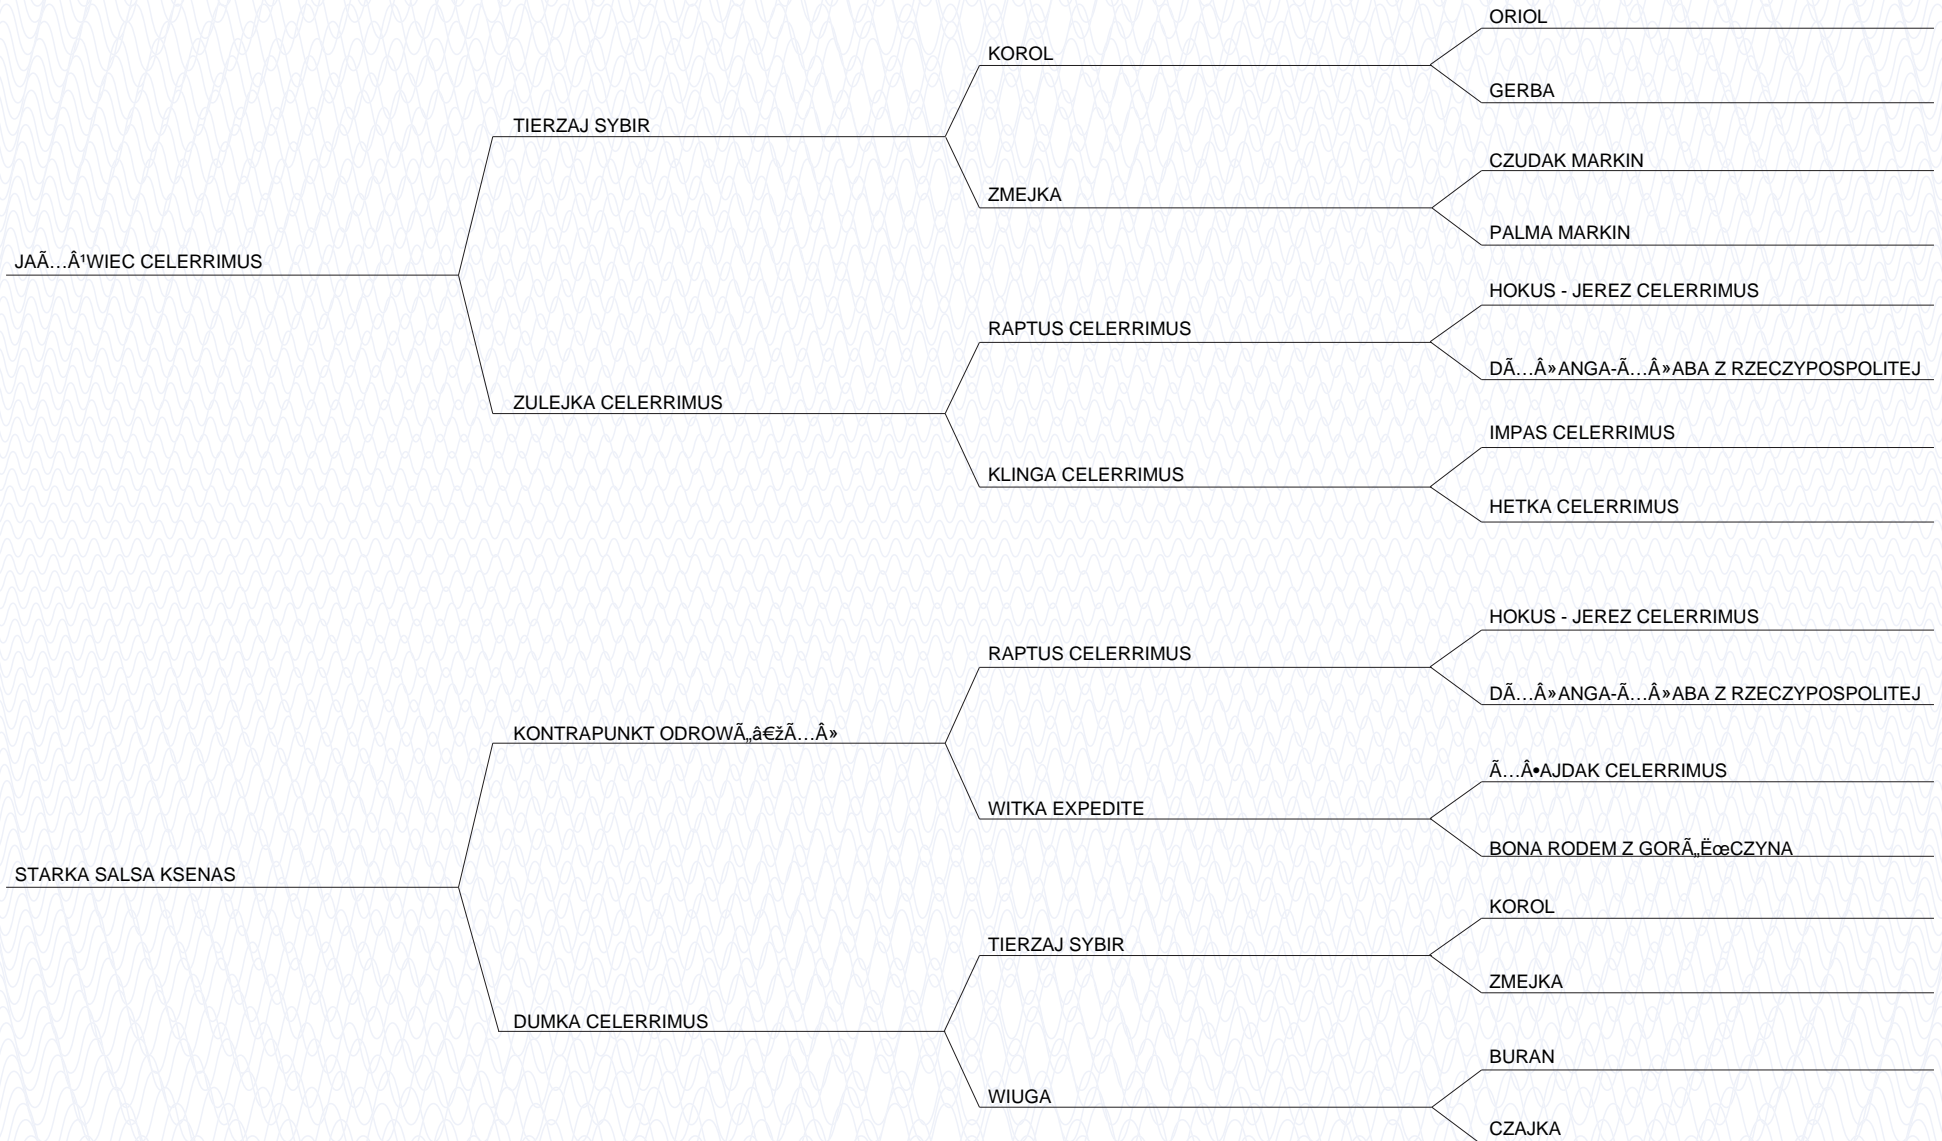 ORIOL
KOROL
GERBA
TIERZAJ SYBIR
CZUDAK MARKIN
ZMEJKA
PALMA MARKIN
JAÃ…Â¹WIEC CELERRIMUS
HOKUS - JEREZ CELERRIMUS
RAPTUS CELERRIMUS
DÃ…Â»ANGA-Ã…Â»ABA Z RZECZYPOSPOLITEJ
ZULEJKA CELERRIMUS
IMPAS CELERRIMUS
KLINGA CELERRIMUS
HETKA CELERRIMUS
HOKUS - JEREZ CELERRIMUS
RAPTUS CELERRIMUS
DÃ…Â»ANGA-Ã…Â»ABA Z RZECZYPOSPOLITEJ
KONTRAPUNKT ODROWÃ„â€žÃ…Â»
Ã…Â•AJDAK CELERRIMUS
WITKA EXPEDITE
BONA RODEM Z GORÃ„ËœCZYNA
STARKA SALSA KSENAS
KOROL
TIERZAJ SYBIR
ZMEJKA
DUMKA CELERRIMUS
BURAN
WIUGA
CZAJKA